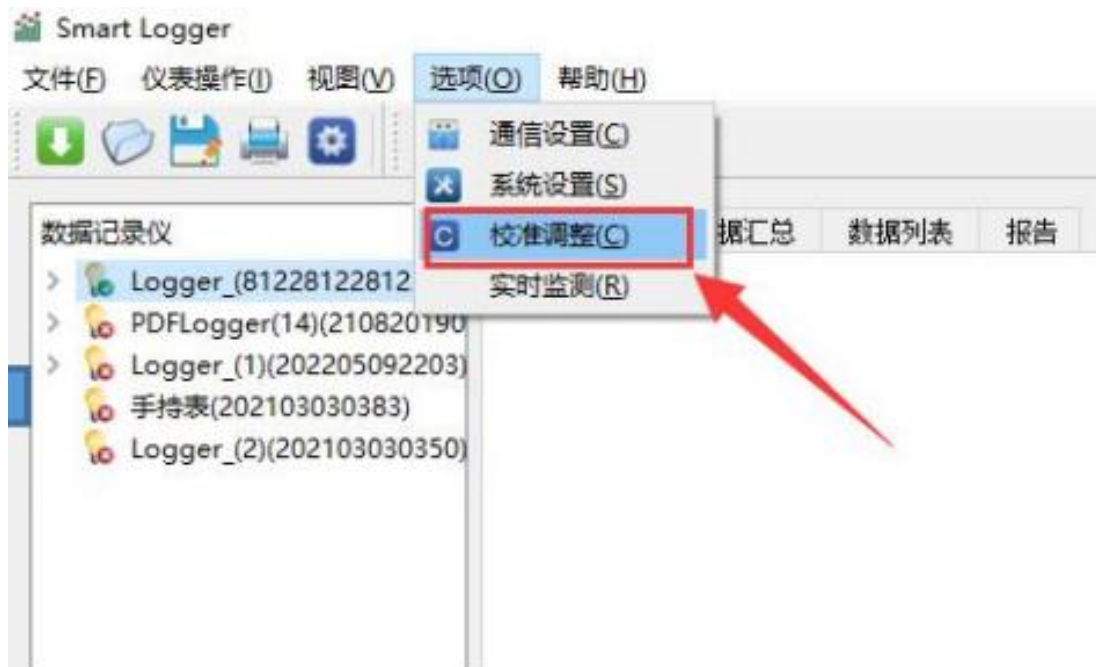 Smart Logger
文件(F) 仪表操作(I) 视图(V) 选项(O) 帮助(H)
通信设置(C)
系统设置(S)
校准调整(C)
实时监测(R)
据汇总 数据列表 报告
数据记录仪
Logger_(81228122812
PDFLogger(14)(210820190
Logger_(1)(202205092203)
手持表(202103030383)
Logger_(2)(202103030350)